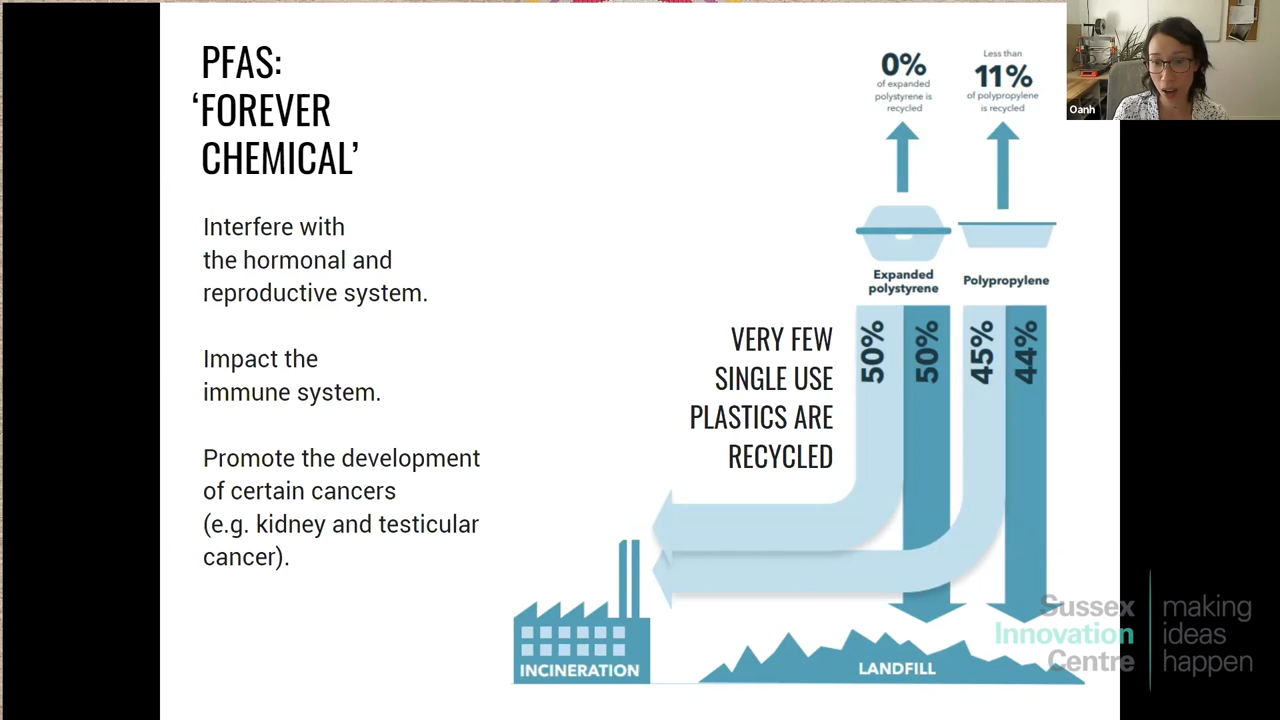 PFAS:
‘FOREVER
CHEMICAL’
Interfere with
the hormonal and
reproductive system.
Impact the
immune system.
Promote the development
of certain cancers
(e.g. kidney and testicular
cancer).
0%
of expanded
polystyrene is
recycled
Less than
11%
of polypropylene
is recycled
Oanh
Expanded
polystyrene
Polypropylene
50%
50%
45%
44%
VERY FEW
SINGLE USE
PLASTICS ARE
RECYCLED
INCINERATION
LANDFILL
Sussex
Innovation
Centre
making
ideas
happen